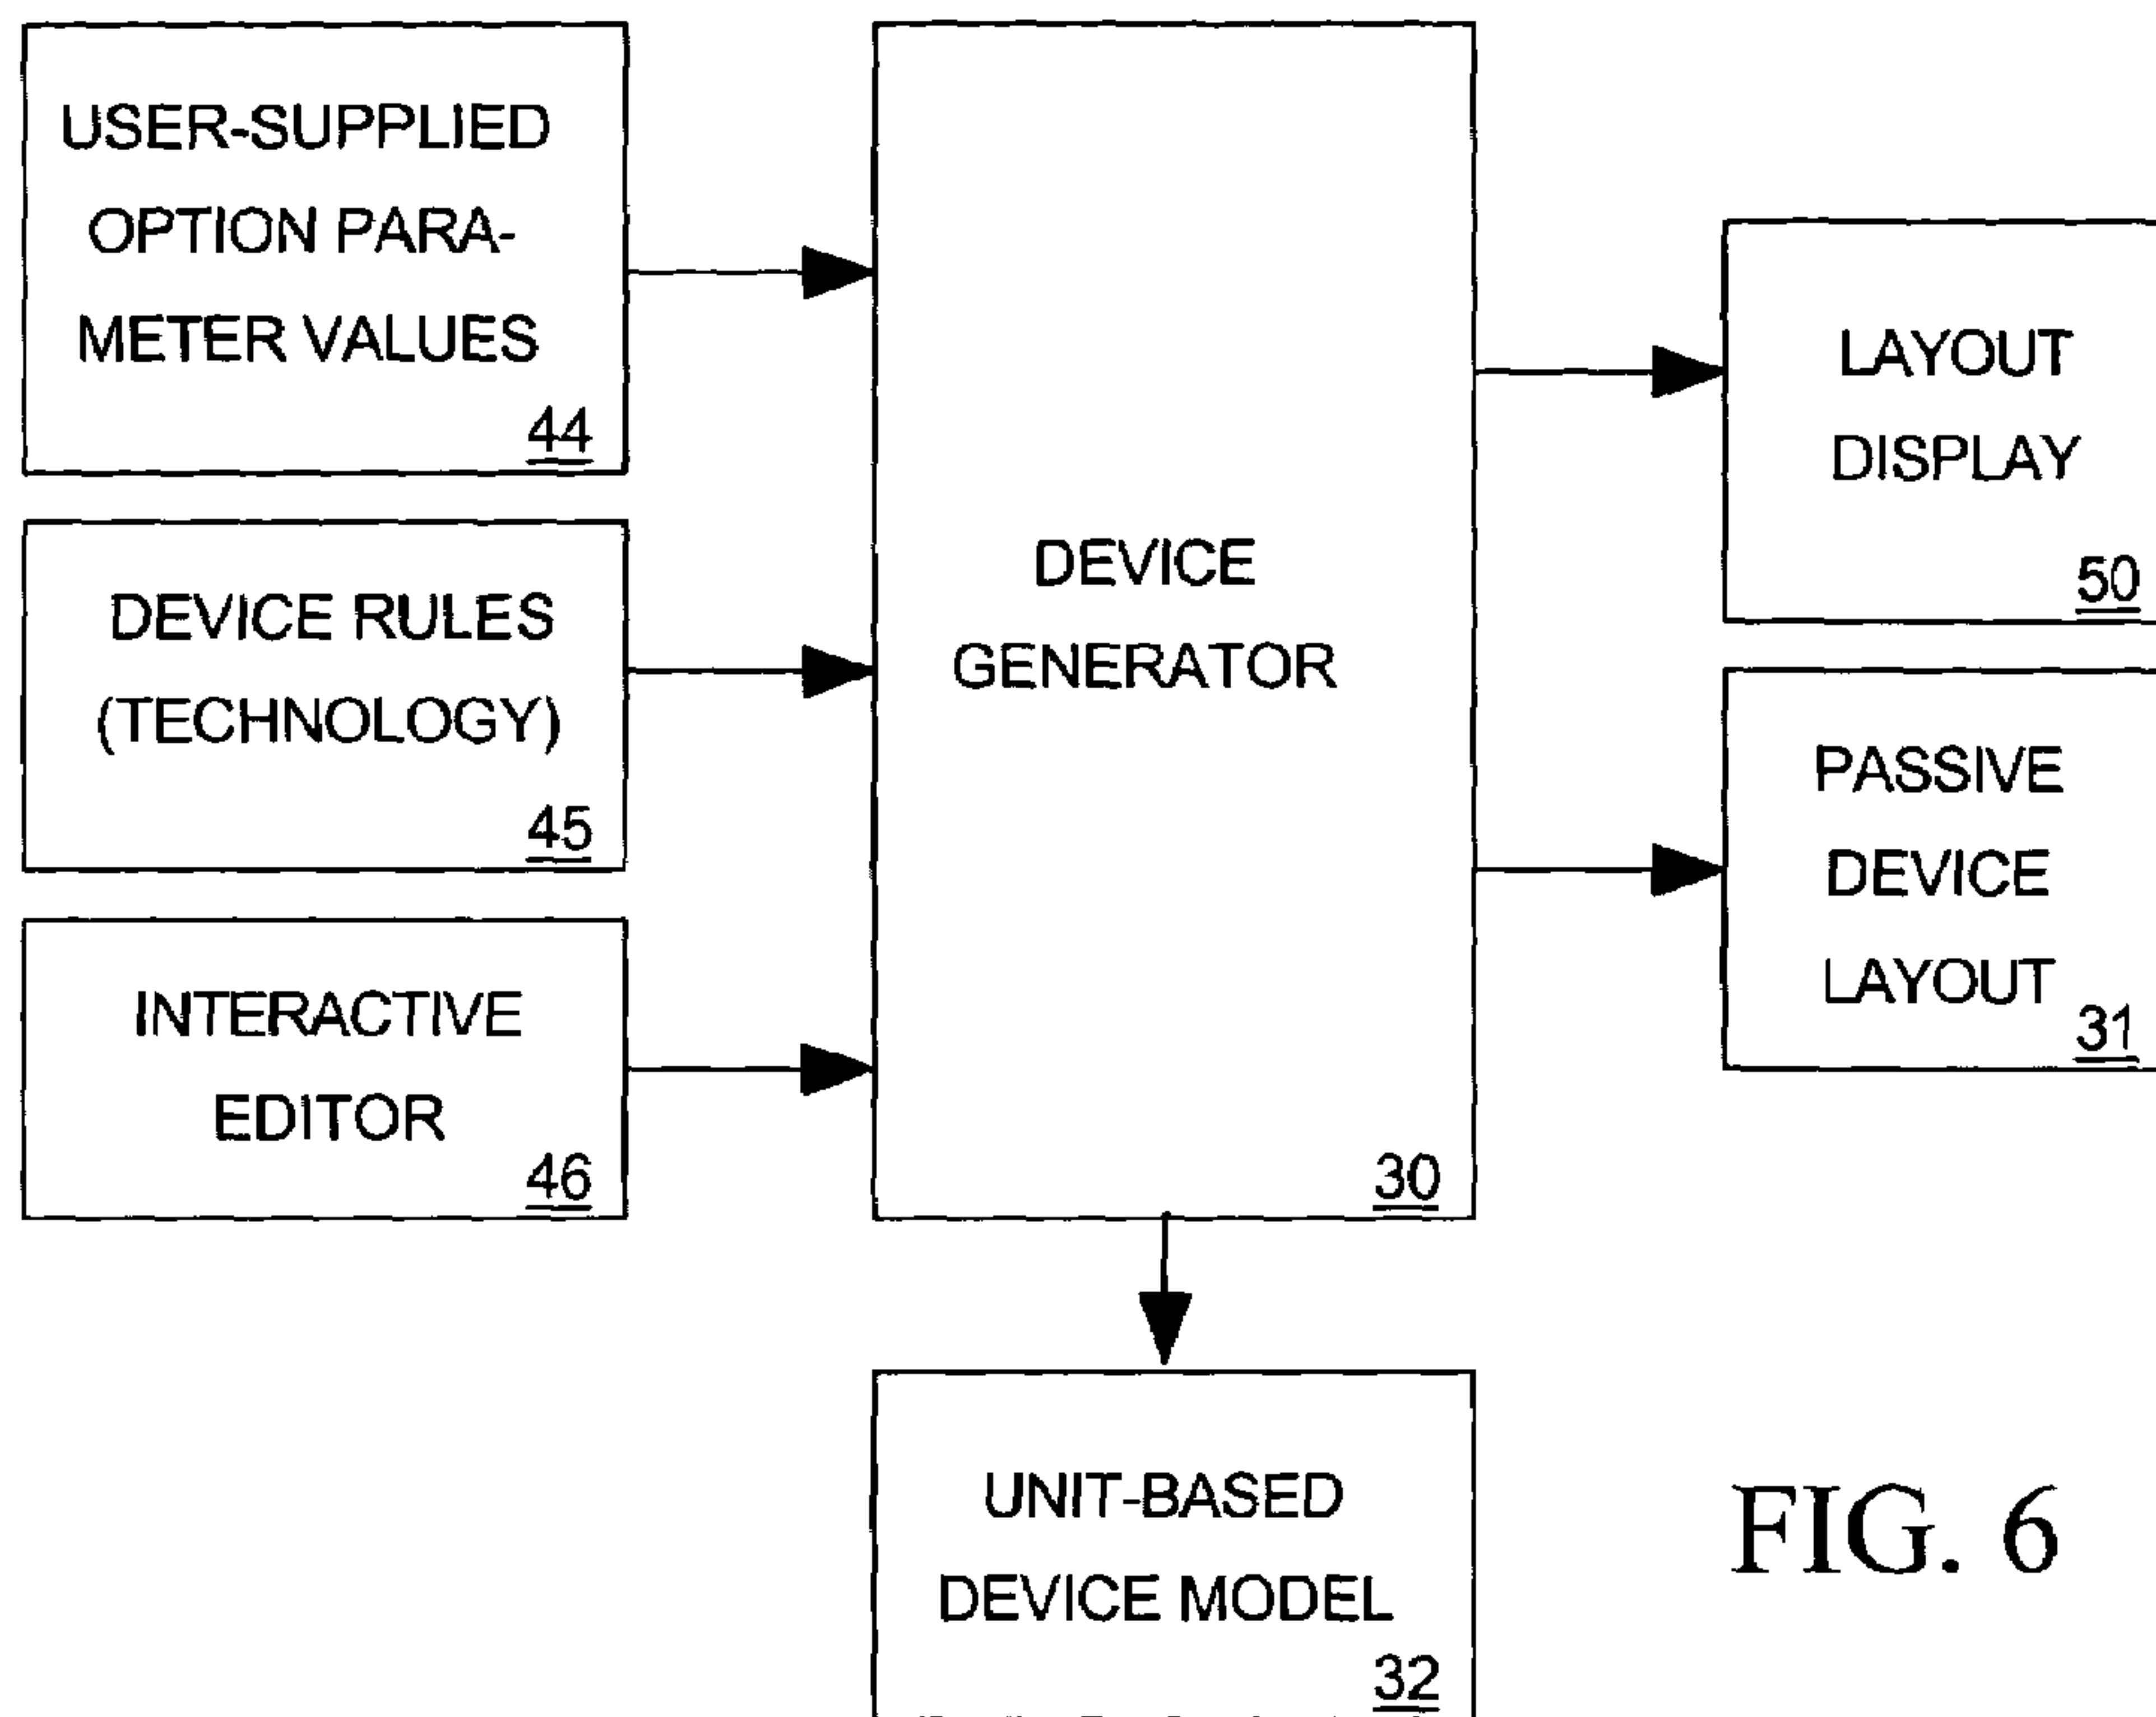 USER-SUPPLIED
OPTION PARA-
METER VALUES
44
DEVICE RULES
(TECHNOLOGY)
45
INTERACTIVE
EDITOR
46
DEVICE
GENERATOR
30
LAYOUT
DISPLAY
50
PASSIVE
DEVICE
LAYOUT
31
UNIT-BASED
DEVICE MODEL
32
FIG. 6